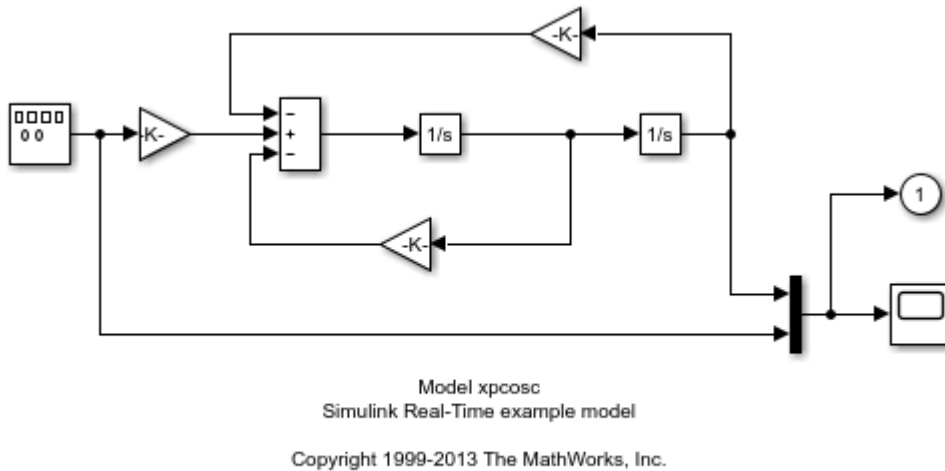 -K-
−
+
−
-K-
1/s
1/s
-K-
1
Model xpcosc
Simulink Real-Time example model
Copyright 1999-2013 The MathWorks, Inc.